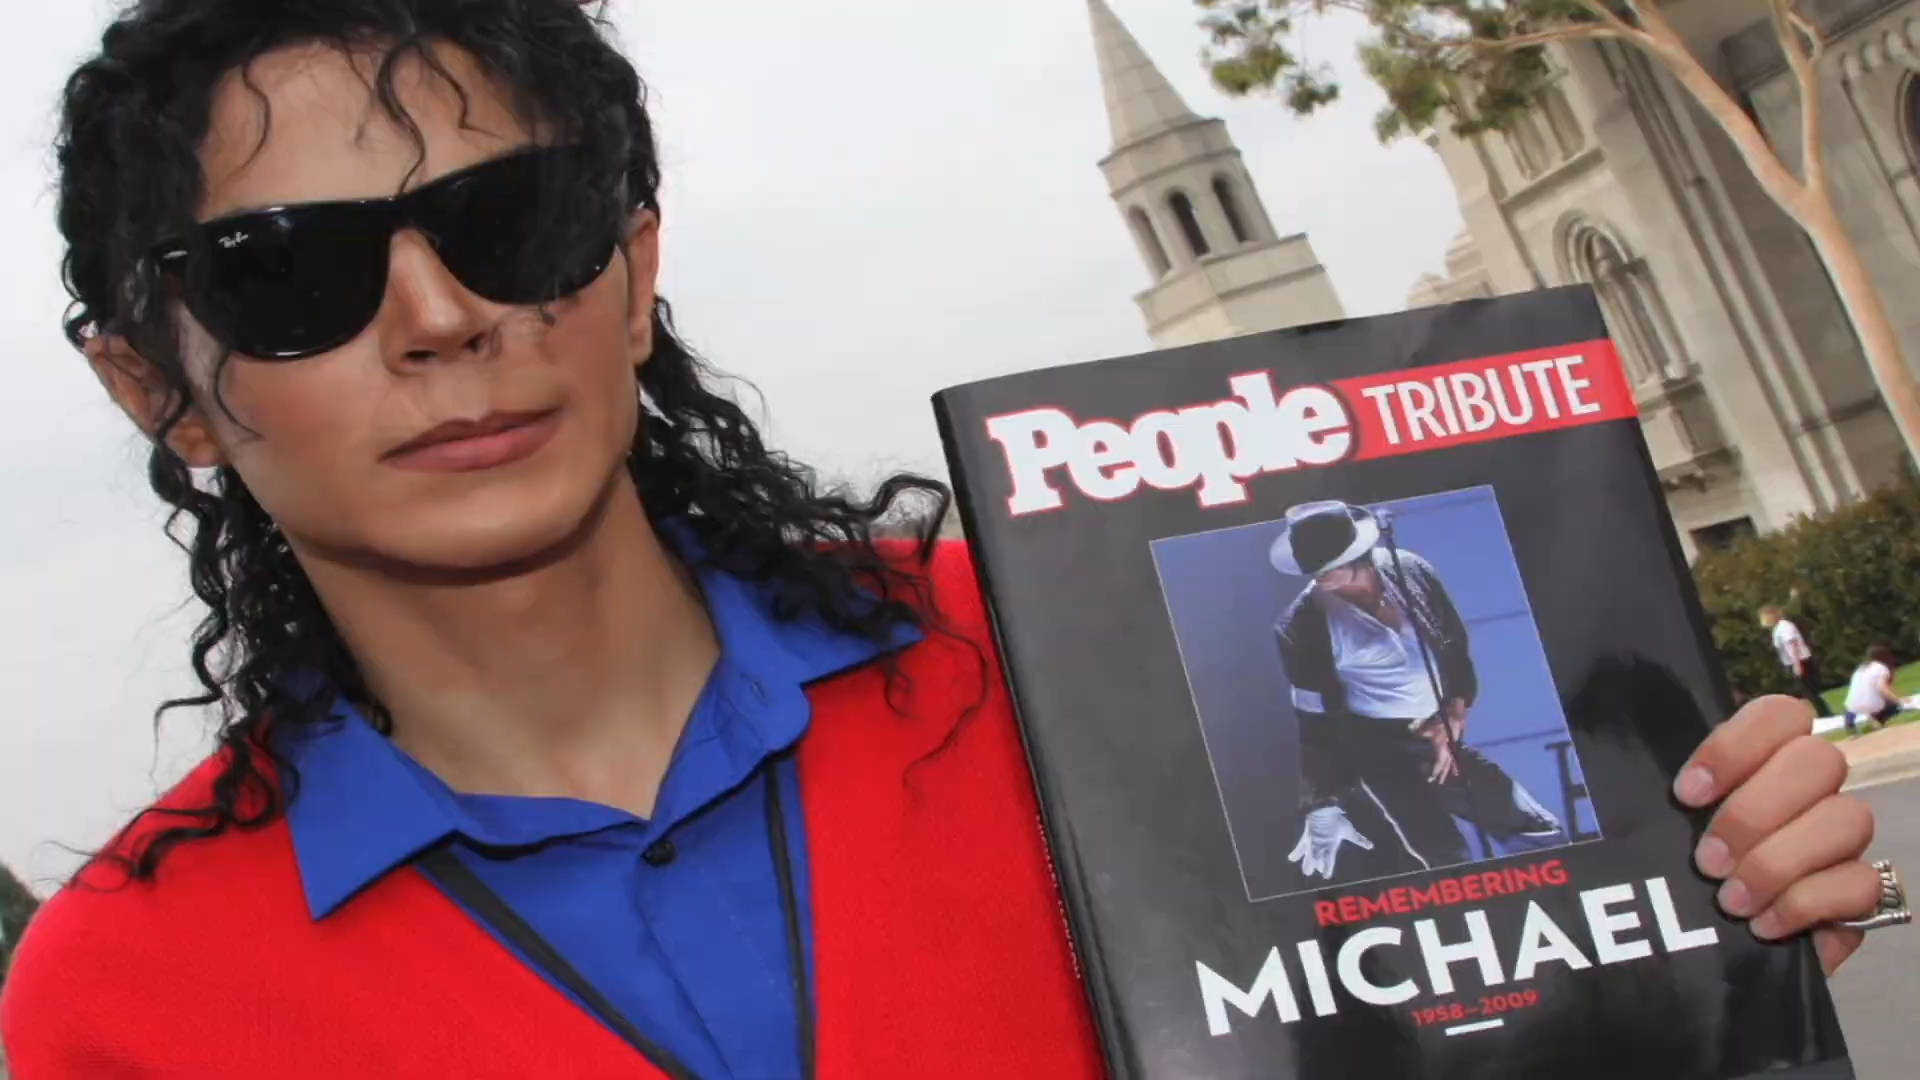 Ray-Ban
People TRIBUTE
REMEMBERING
MICHAEL
1958–2009